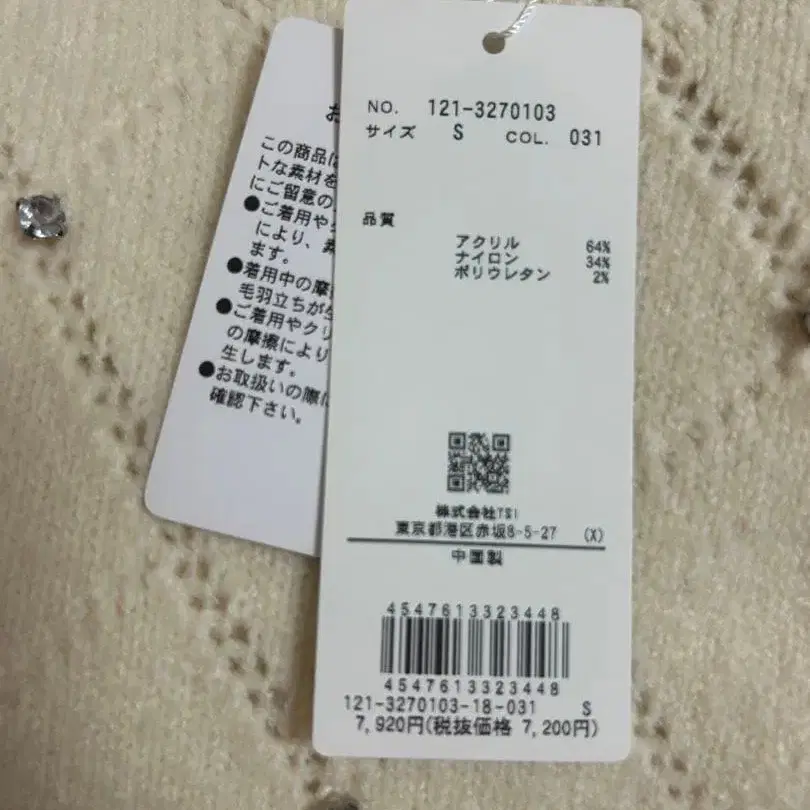 NO. 121-3270103
サイズ S COL. 031
品質
アクリル 64%
ナイロン 34%
ポリウレタン 2%
株式会社TSI
東京都港区赤坂8-5-27 (X)
中国製
4547613323448
4547613323448
121-3270103-18-031 S
7,920円(税抜価格 7,200円)
お
この商品は
トな素材を
にご留意の
●ご着用や
により、
ます。
●着用中の摩
毛羽立ちが
●ご着用やクリ
の摩擦により
生します。
●お取扱いの際に
確認下さい。